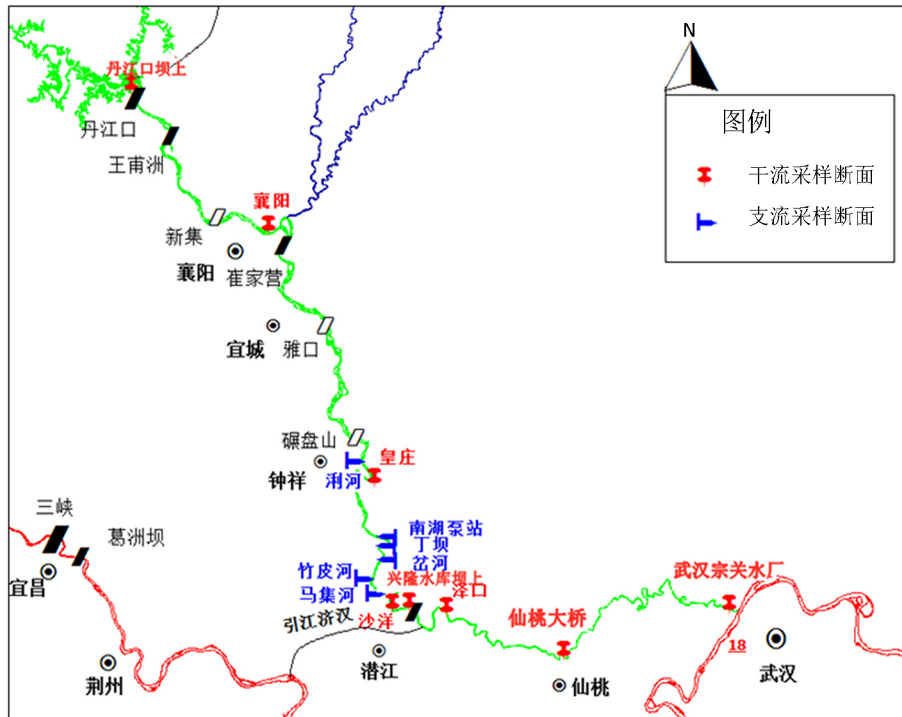 N
图例
干流采样断面
支流采样断面
丹江口坝上
丹江口
王甫洲
襄阳
新集
襄阳
崔家营
宜城
雅口
碾盘山
皇庄
钟祥
浰河
三峡
葛洲坝
宜昌
南湖泵站
丁坝
岔河
竹皮河
兴隆水库坝上
马集河
泽口
武汉宗关水厂
引江济汉
沙洋
仙桃大桥
18
荆州
潜江
仙桃
武汉